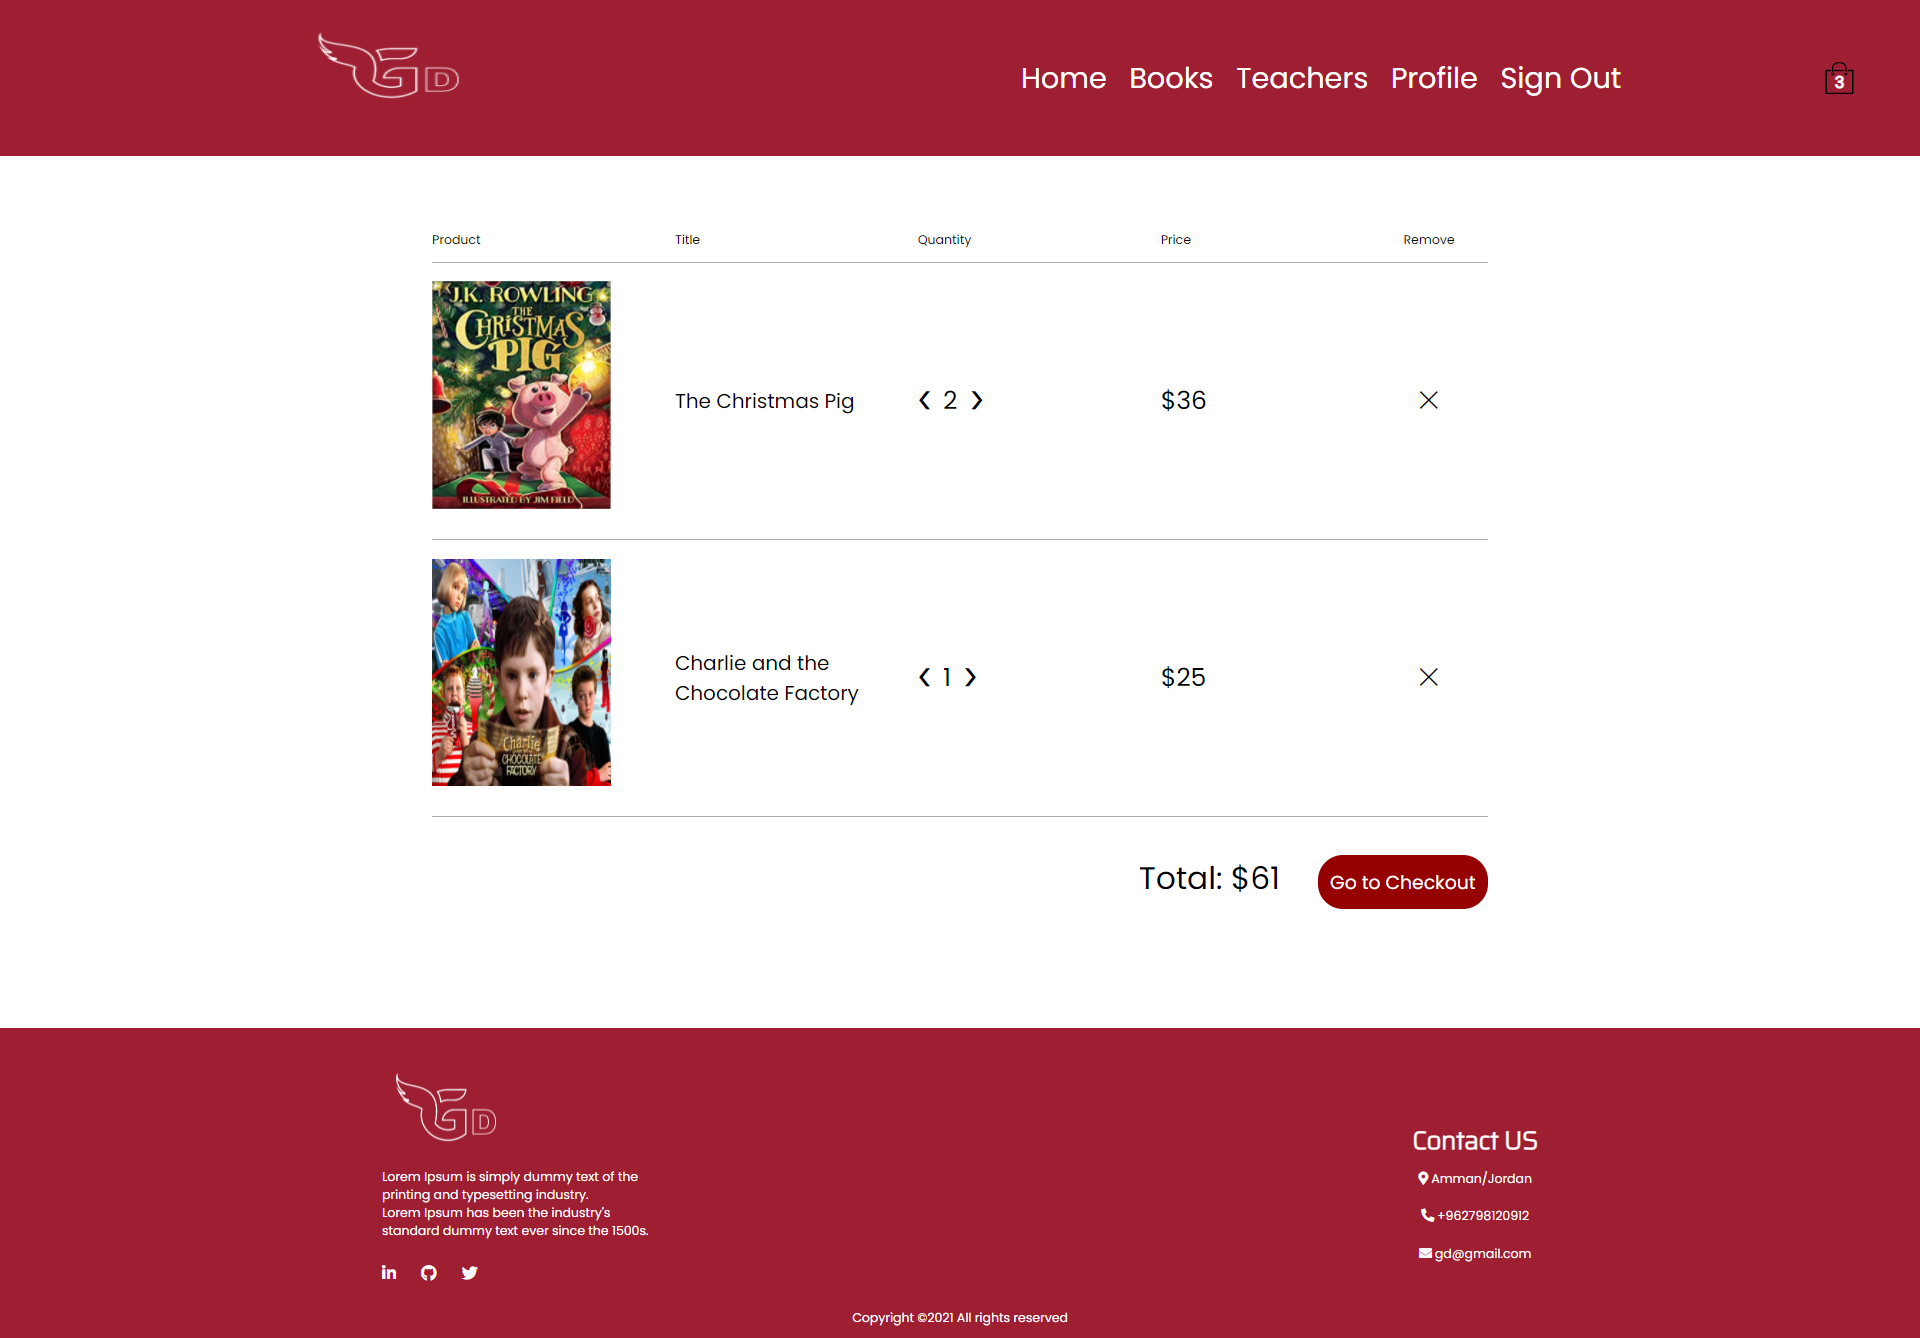 GD
Home Books Teachers Profile Sign Out
3
Product Title Quantity Price Remove
J.K. ROWLING
THE
CHRISTMAS
PIG
ILLUSTRATED BY JIM FIELD
The Christmas Pig
2
$36
Charlie
CHOCOLATE
FACTORY
Charlie and the
Chocolate Factory
1
$25
Total: $61
Go to Checkout
GD
Lorem Ipsum is simply dummy text of the
printing and typesetting industry.
Lorem Ipsum has been the industry's
standard dummy text ever since the 1500s.
in
Contact US
Amman/Jordan
+962798120912
gd@gmail.com
Copyright ©2021 All rights reserved